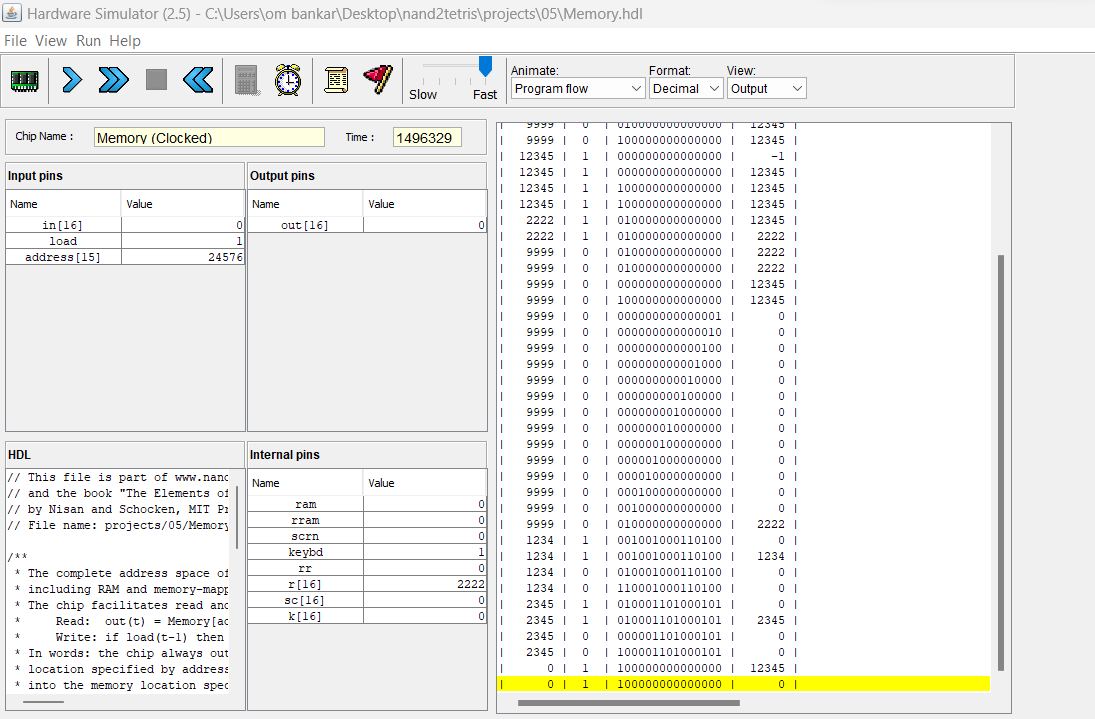 Hardware Simulator (2.5) - C:\Users\om bankar\Desktop\nand2tetris\projects\05\Memory.hdl
File View Run Help
Slow Fast
Animate: Format: View:
Program flow Decimal Output
Chip Name : Memory (Clocked) Time : 1496329
Input pins
Name Value
in[16] 0
load 1
address[15] 24576
Output pins
Name Value
out[16] 0
HDL
// This file is part of www.nand
// and the book "The Elements of
// by Nisan and Schocken, MIT Pr
// File name: projects/05/Memory
/**
* The complete address space of
* including RAM and memory-mapp
* The chip facilitates read and
* Read: out(t) = Memory[ad
* Write: if load(t-1) then
* In words: the chip always out
* location specified by address
* into the memory location spec
Internal pins
Name Value
ram 0
rram 0
scrn 0
keybd 1
rr 0
r[16] 2222
sc[16] 0
k[16] 0
| 9999 | 0 | 010000000000000 | 12345 |
| 9999 | 0 | 100000000000000 | 12345 |
| 12345 | 1 | 000000000000000 | -1 |
| 12345 | 1 | 000000000000000 | 12345 |
| 12345 | 1 | 100000000000000 | 12345 |
| 12345 | 1 | 100000000000000 | 12345 |
| 2222 | 1 | 010000000000000 | 12345 |
| 2222 | 1 | 010000000000000 | 2222 |
| 9999 | 0 | 010000000000000 | 2222 |
| 9999 | 0 | 010000000000000 | 2222 |
| 9999 | 0 | 000000000000000 | 12345 |
| 9999 | 0 | 100000000000000 | 12345 |
| 9999 | 0 | 000000000000001 | 0 |
| 9999 | 0 | 000000000000010 | 0 |
| 9999 | 0 | 000000000000100 | 0 |
| 9999 | 0 | 000000000001000 | 0 |
| 9999 | 0 | 000000000010000 | 0 |
| 9999 | 0 | 000000000100000 | 0 |
| 9999 | 0 | 000000001000000 | 0 |
| 9999 | 0 | 000000010000000 | 0 |
| 9999 | 0 | 000000100000000 | 0 |
| 9999 | 0 | 000001000000000 | 0 |
| 9999 | 0 | 000010000000000 | 0 |
| 9999 | 0 | 000100000000000 | 0 |
| 9999 | 0 | 001000000000000 | 0 |
| 9999 | 0 | 010000000000000 | 2222 |
| 1234 | 1 | 001001000110100 | 0 |
| 1234 | 1 | 001001000110100 | 1234 |
| 1234 | 0 | 010001000110100 | 0 |
| 1234 | 0 | 110001000110100 | 0 |
| 2345 | 1 | 010001101000101 | 0 |
| 2345 | 1 | 010001101000101 | 2345 |
| 2345 | 0 | 000001101000101 | 0 |
| 2345 | 0 | 100001101000101 | 0 |
| 0 | 1 | 100000000000000 | 12345 |
| 0 | 1 | 100000000000000 | 0 |